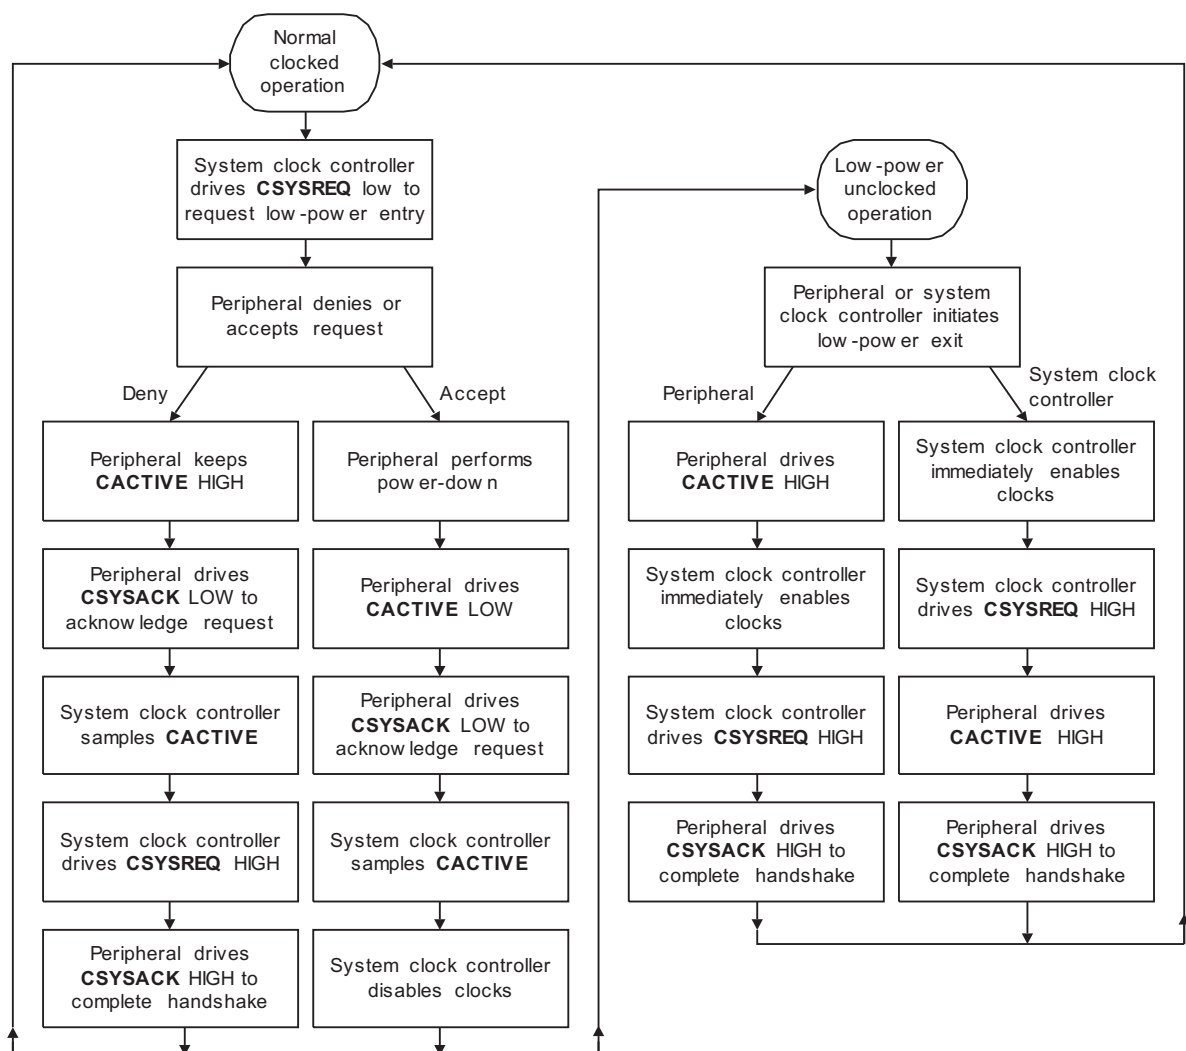 Normal
clocked
operation
System clock controller
drives CSYSREQ low to
request low-power entry
Peripheral denies or
accepts request
Deny
Accept
Peripheral keeps
CACTIVE HIGH
Peripheral drives
CSYSACK LOW to
acknowledge request
System clock controller
samples CACTIVE
System clock controller
drives CSYSREQ HIGH
Peripheral drives
CSYSACK HIGH to
complete handshake
Peripheral performs
power-down
Peripheral drives
CACTIVE LOW
Peripheral drives
CSYSACK LOW to
acknowledge request
System clock controller
samples CACTIVE
System clock controller
disables clocks
Low-power
unclocked
operation
Peripheral or system
clock controller initiates
low-power exit
Peripheral
System clock
controller
Peripheral drives
CACTIVE HIGH
System clock controller
immediately enables
clocks
System clock controller
drives CSYSREQ HIGH
Peripheral drives
CSYSACK HIGH to
complete handshake
System clock controller
immediately enables
clocks
System clock controller
drives CSYSREQ HIGH
Peripheral drives
CACTIVE HIGH
Peripheral drives
CSYSACK HIGH to
complete handshake